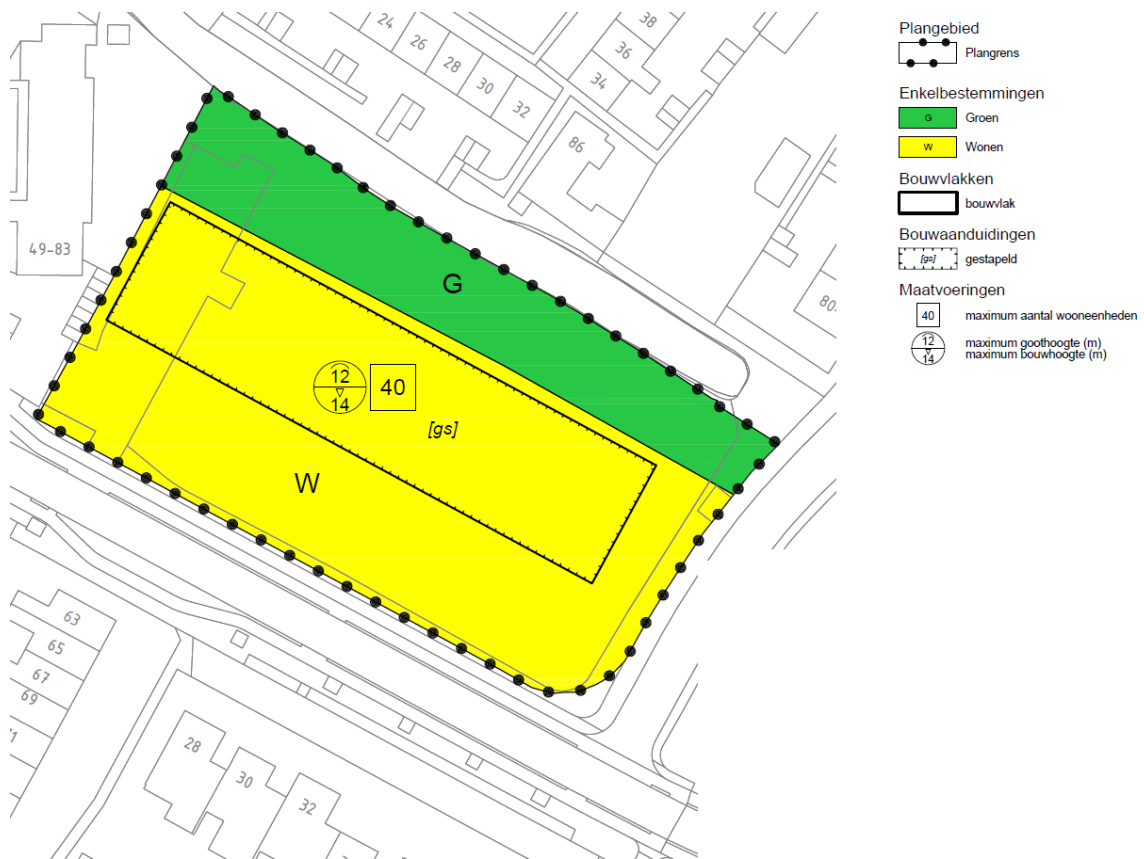 24
26
28
30
32
38
36
34
86
80
49-83
G
12
14
40
[gs]
W
63
65
67
69
71
28
30
32
Plangebied
Plangrens
Enkelbestemmingen
G Groen
W Wonen
Bouwvlakken
bouwvlak
Bouwaanduidingen
[gs] gestapeld
Maatvoeringen
40 maximum aantal wooneenheden
12 maximum goothoogte (m)
14 maximum bouwhoogte (m)